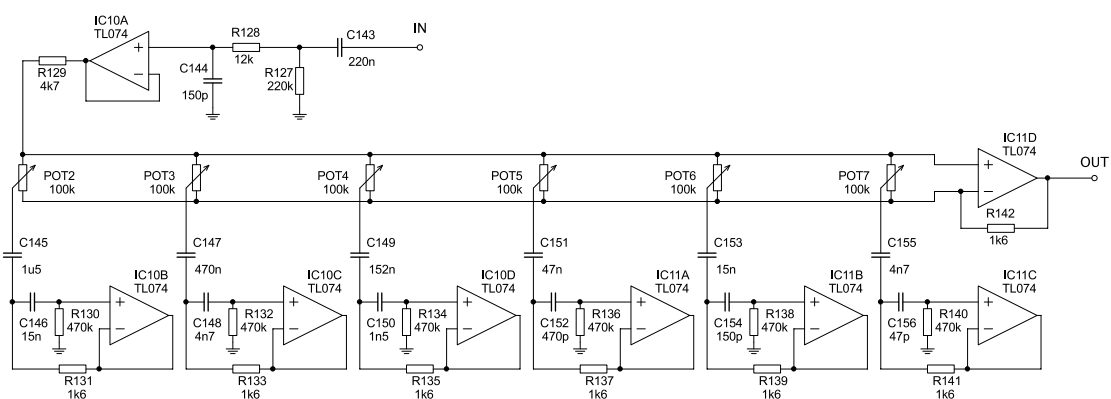 IC10A
TL074
IN
R128
12k
C143
220n
R129
4k7
C144
150p
R127
220k
+
−
IC11D
TL074
OUT
+
−
R142
1k6
POT2
100k
POT3
100k
POT4
100k
POT5
100k
POT6
100k
POT7
100k
C145
1u5
C147
470n
C149
152n
C151
47n
C153
15n
C155
4n7
IC10B
TL074
IC10C
TL074
IC10D
TL074
IC11A
TL074
IC11B
TL074
IC11C
TL074
+
−
+
−
+
−
+
−
+
−
+
−
C146
15n
R130
470k
C148
4n7
R132
470k
C150
1n5
R134
470k
C152
470p
R136
470k
C154
150p
R138
470k
C156
47p
R140
470k
R131
1k6
R133
1k6
R135
1k6
R137
1k6
R139
1k6
R141
1k6